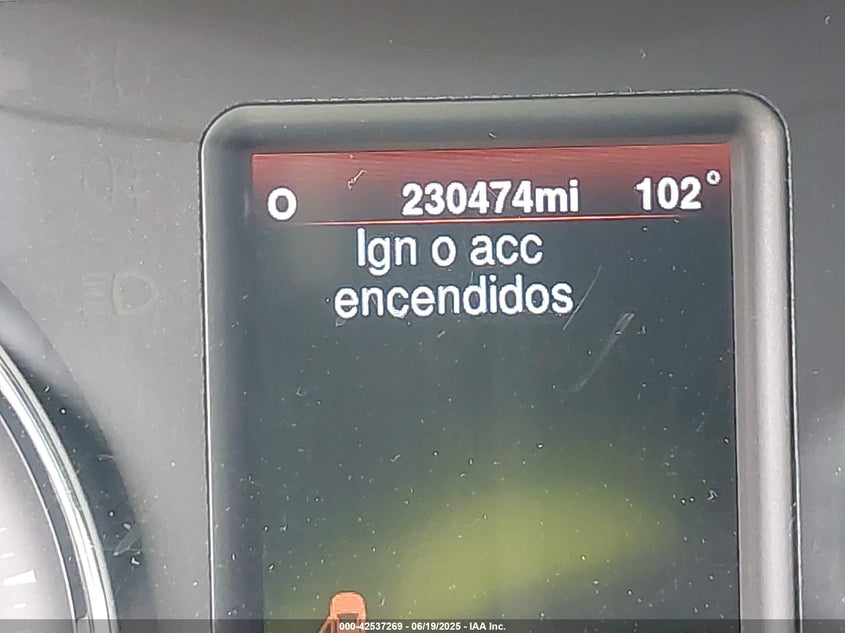 O 230474mi 102°
Ign o acc
encendidos
000-42537269 - 06/19/2025 - IAA Inc.